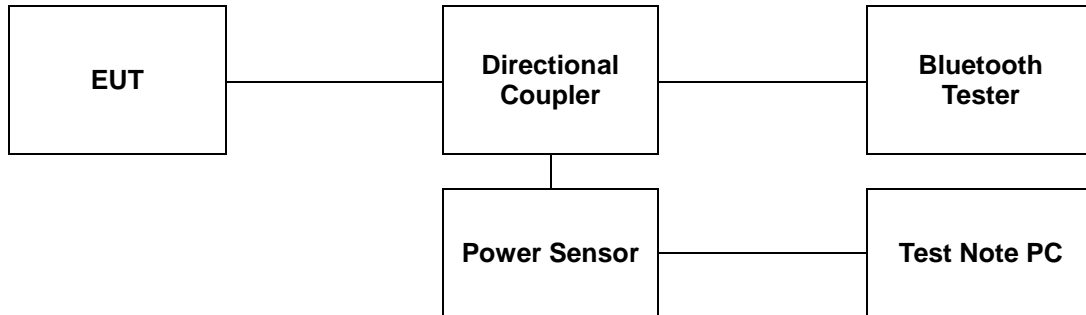 EUT
Directional
Coupler
Bluetooth
Tester
Power Sensor
Test Note PC